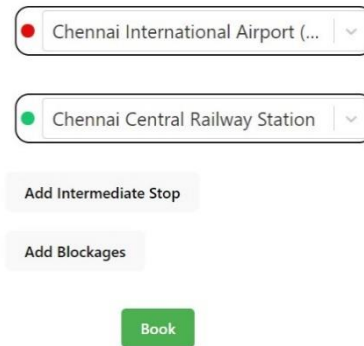 Chennai International Airport (...
Chennai Central Railway Station
Add Intermediate Stop
Add Blockages
Book